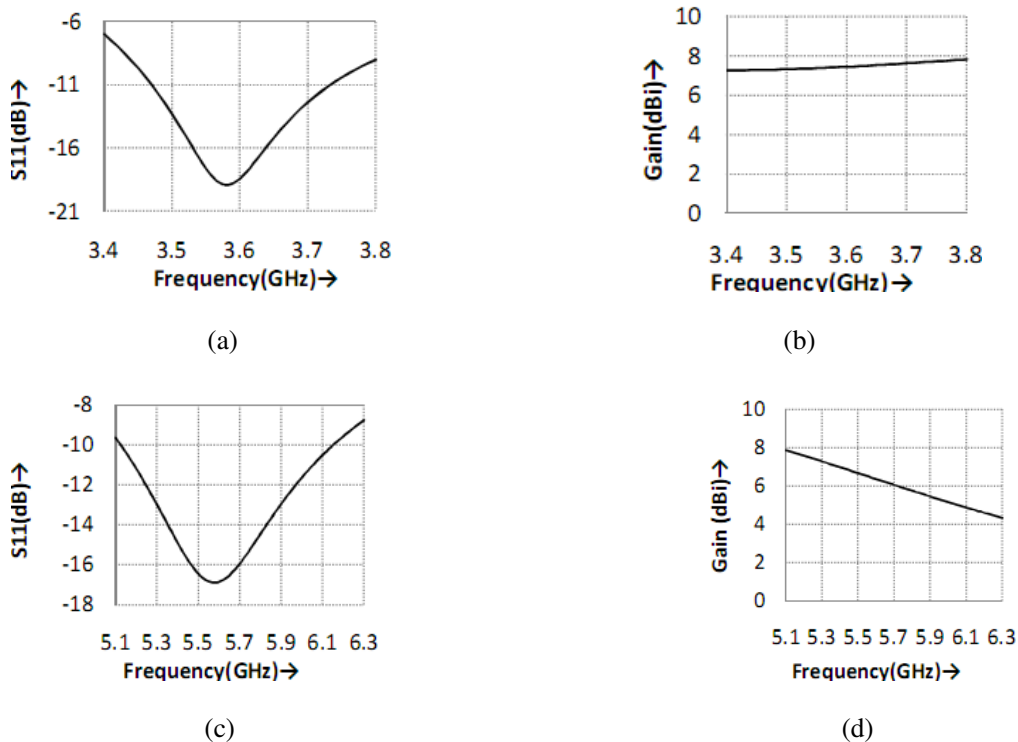 -6
-11
-16
-21
S11(dB)→
3.4 3.5 3.6 3.7 3.8
Frequency(GHz)→
(a)
10
8
6
4
2
0
Gain(dBi)→
3.4 3.5 3.6 3.7 3.8
Frequency(GHz)→
(b)
-8
-10
-12
-14
-16
-18
S11(dB)→
5.1 5.3 5.5 5.7 5.9 6.1 6.3
Frequency(GHz)→
(c)
10
8
6
4
2
0
Gain (dBi)→
5.1 5.3 5.5 5.7 5.9 6.1 6.3
Frequency(GHz)→
(d)